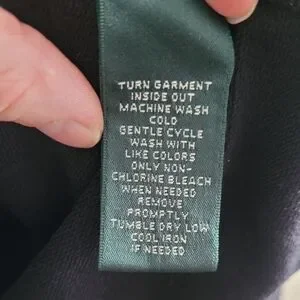 TURN GARMENT
INSIDE OUT
MACHINE WASH
COLD
GENTLE CYCLE
WASH WITH
LIKE COLORS
ONLY NON-
CHLORINE BLEACH
WHEN NEEDED
REMOVE
PROMPTLY
TUMBLE DRY LOW
COOL IRON
IF NEEDED